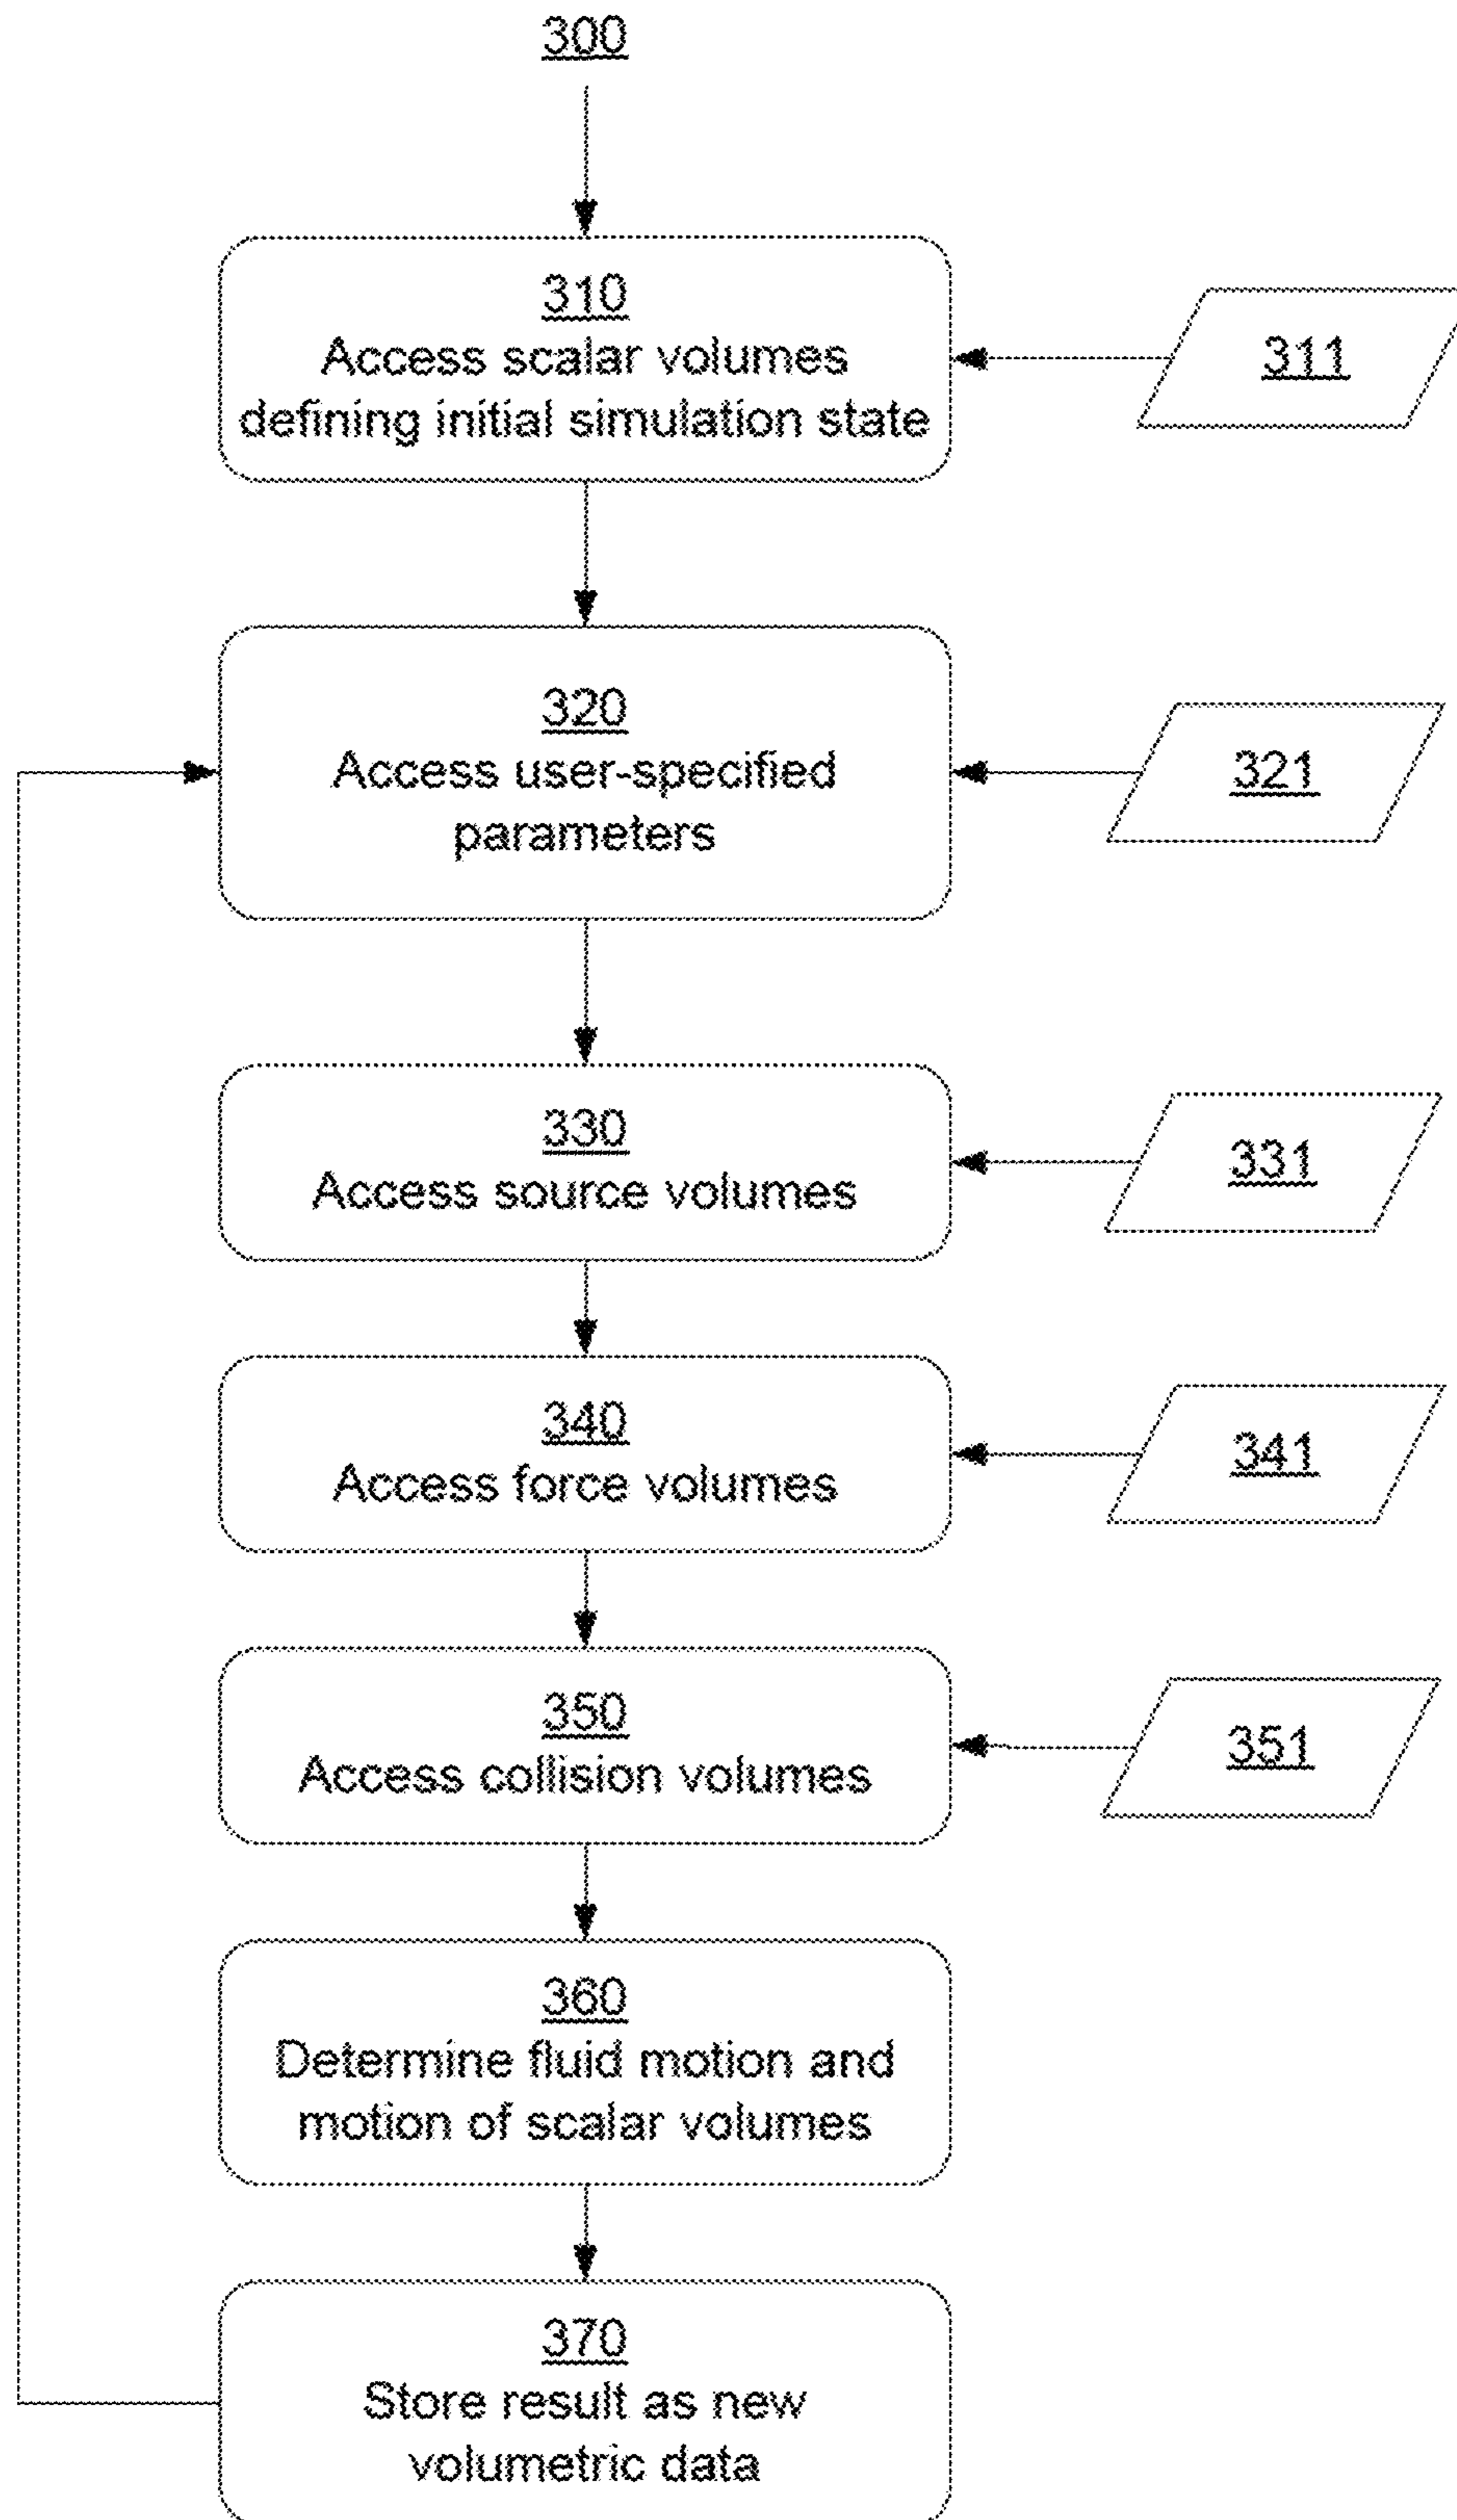 300
310
Access scalar volumes
defining initial simulation state
311
320
Access user-specified
parameters
321
330
Access source volumes
331
340
Access force volumes
341
350
Access collision volumes
351
360
Determine fluid motion and
motion of scalar volumes
370
Store result as new
volumetric data